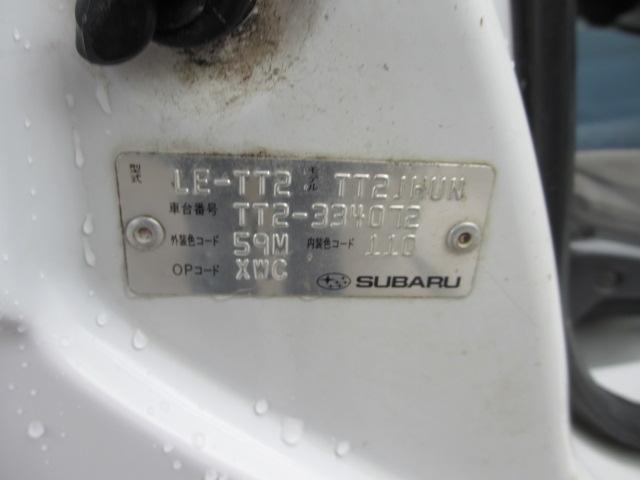 型式 LE-TT2 モデル TT2JHUN
車台番号 TT2-334072
外装色コード 59M 内装色コード 110
OPコード XWC SUBARU